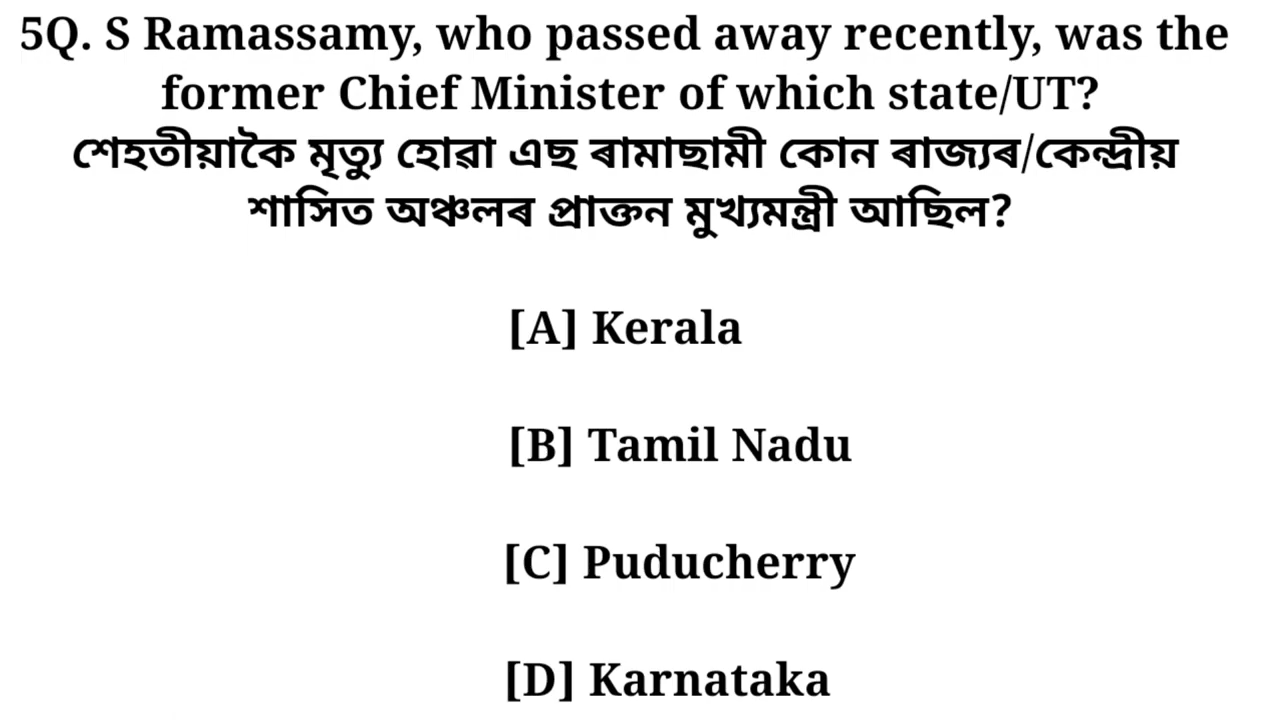 5Q. S Ramassamy, who passed away recently, was the
former Chief Minister of which state/UT?
শেহতীয়াকৈ মৃত্যু হোৱা এছ ৰামাছামী কোন ৰাজ্যৰ/কেন্দ্ৰীয়
শাসিত অঞ্চলৰ প্ৰাক্তন মুখ্যমন্ত্ৰী আছিল?
[A] Kerala
[B] Tamil Nadu
[C] Puducherry
[D] Karnataka